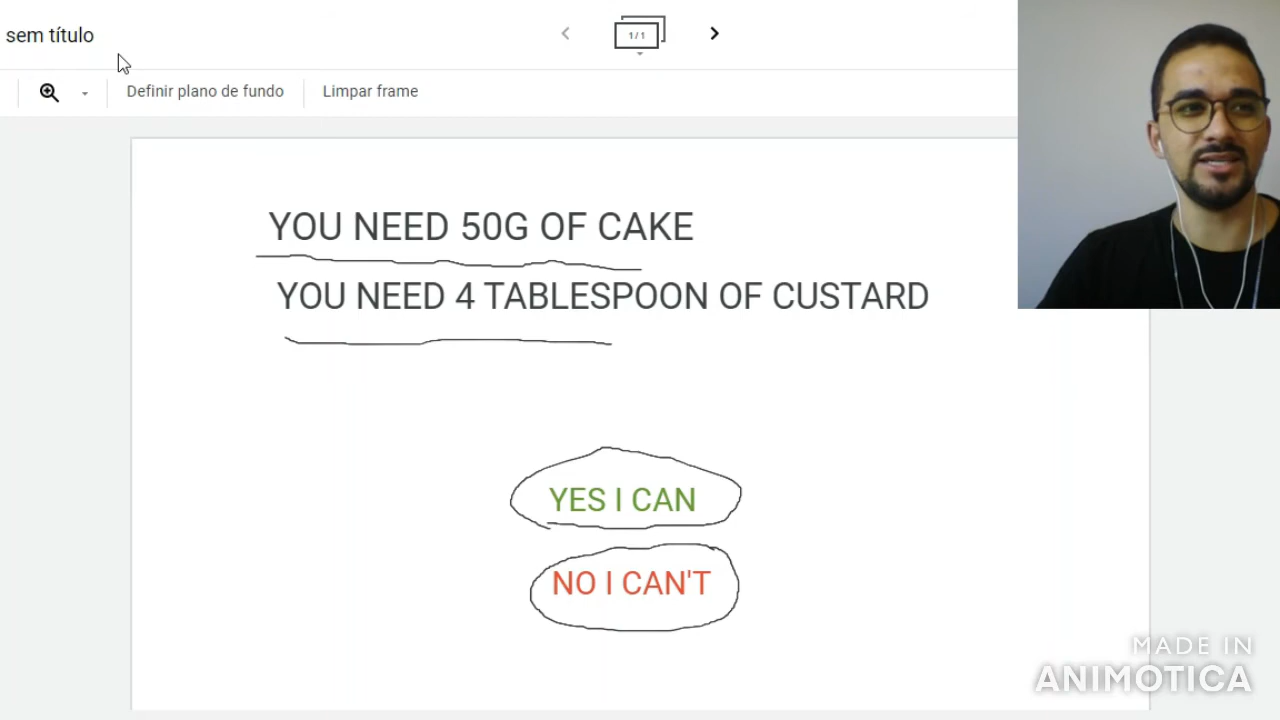 sem título
1/1
Definir plano de fundo
Limpar frame
YOU NEED 50G OF CAKE
YOU NEED 4 TABLESPOON OF CUSTARD
YES I CAN
NO I CAN'T
MADE IN
ANIMOTICA